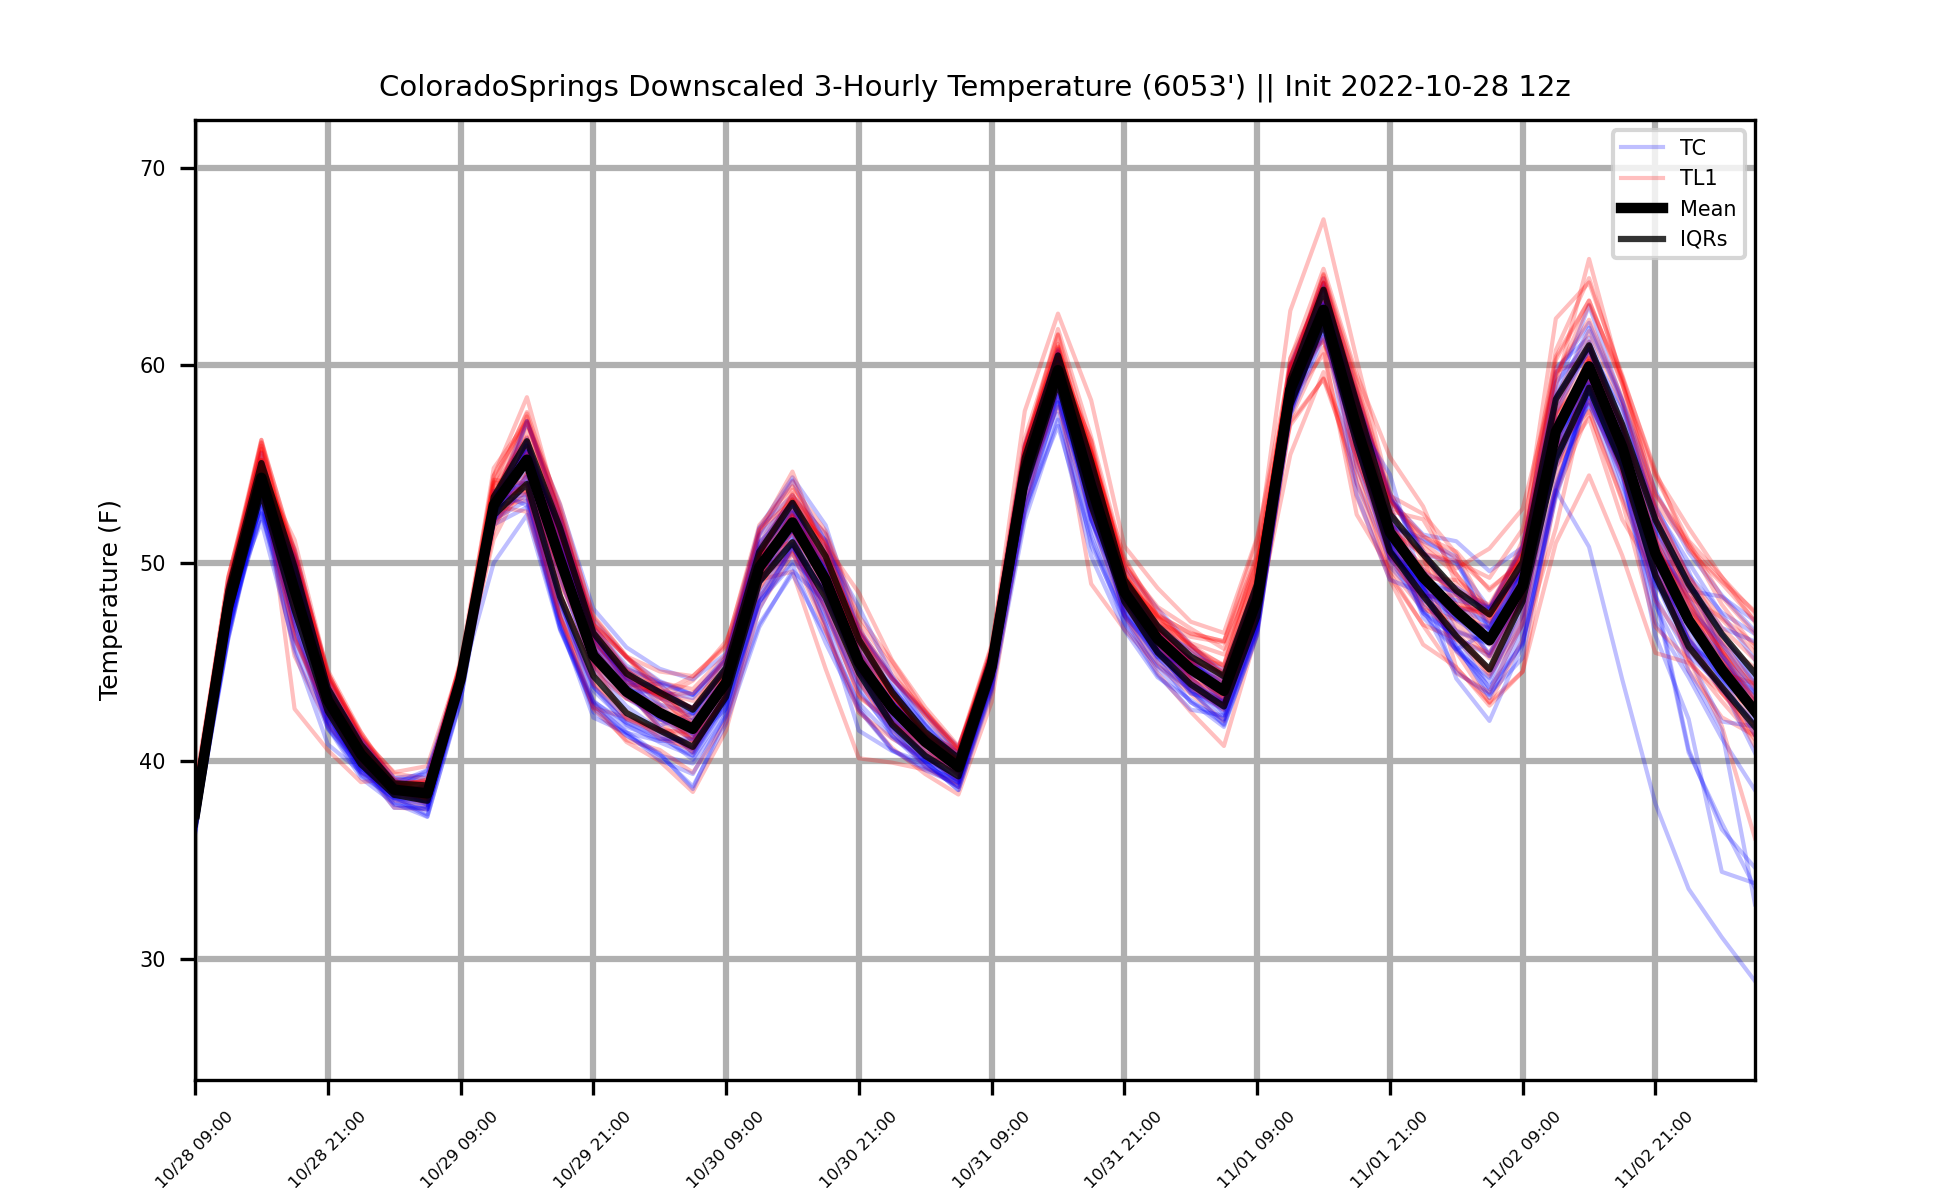 ColoradoSprings Downscaled 3-Hourly Temperature (6053') || Init 2022-10-28 12z
TC
TL1
Mean
IQRs
Temperature (F)
70
60
50
40
30
10/28 09:00
10/28 21:00
10/29 09:00
10/29 21:00
10/30 09:00
10/30 21:00
10/31 09:00
10/31 21:00
11/01 09:00
11/01 21:00
11/02 09:00
11/02 21:00